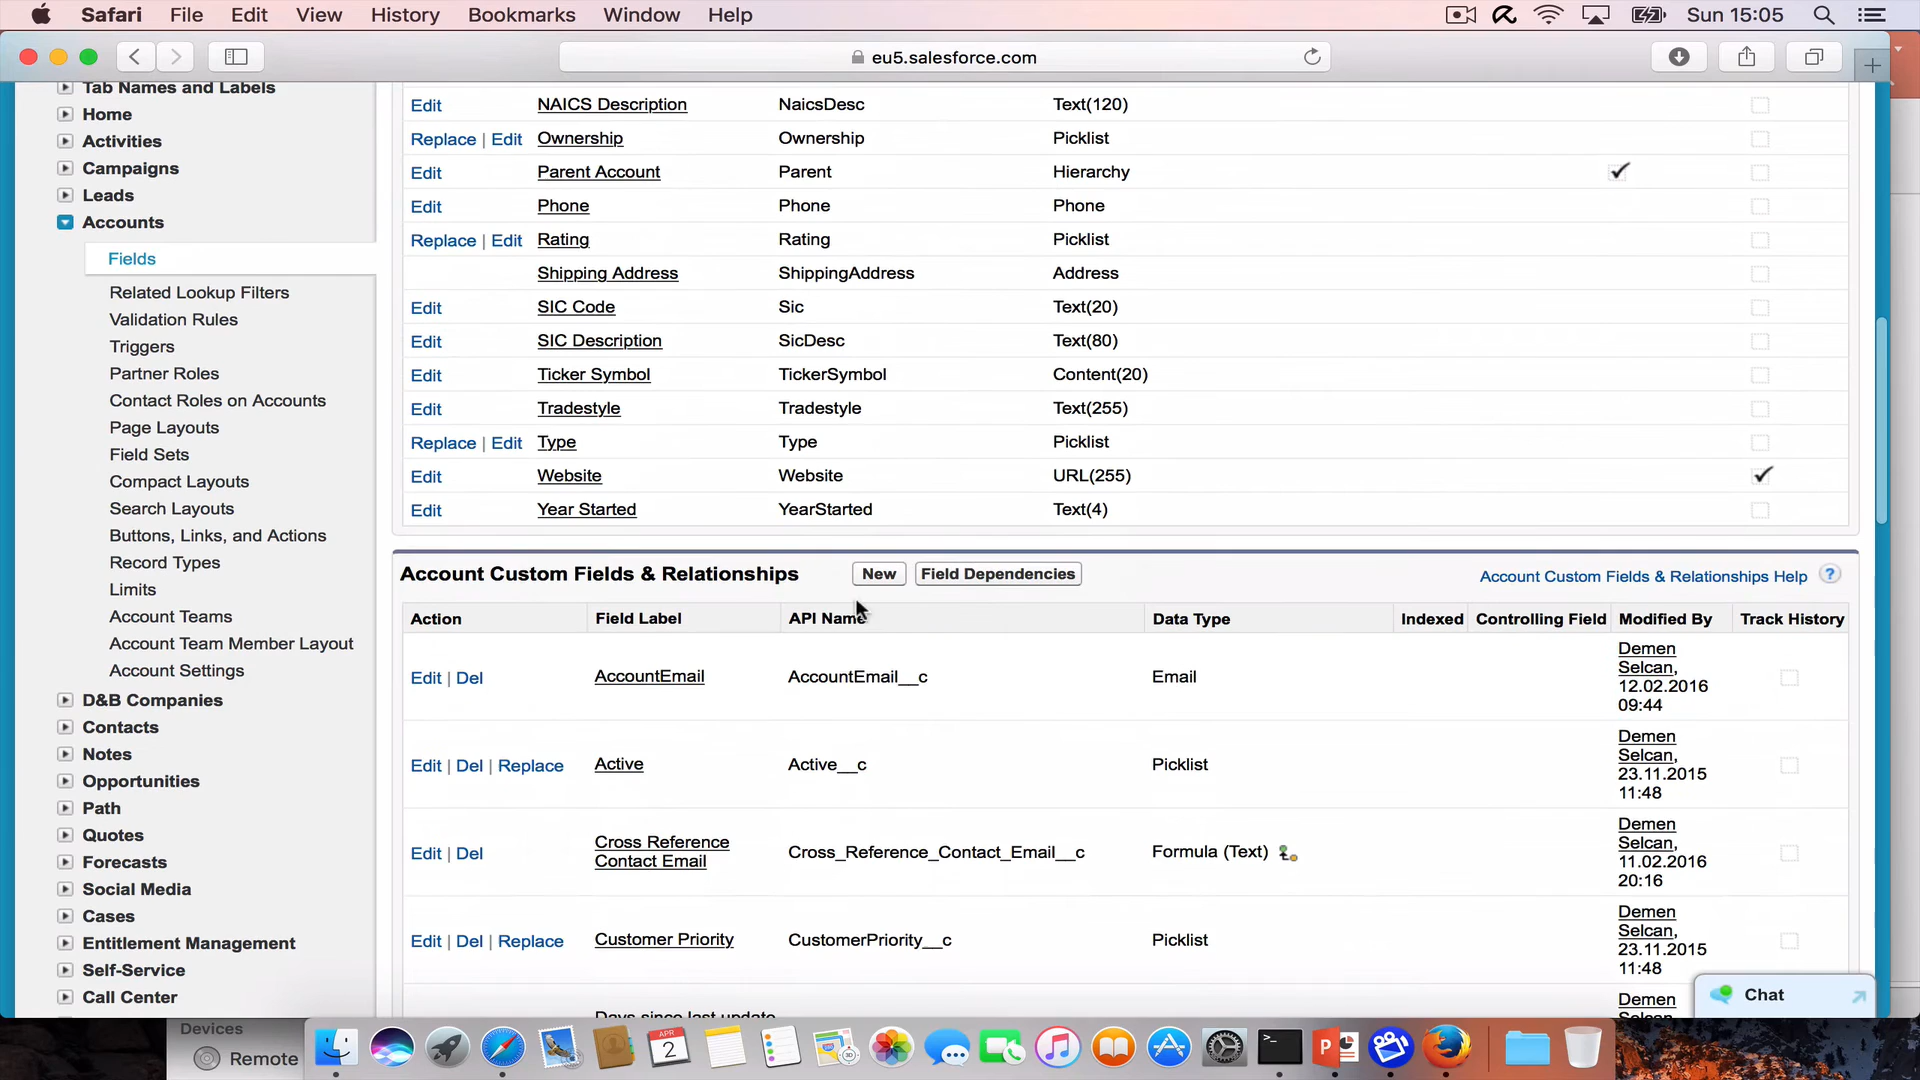 Safari File Edit View History Bookmarks Window Help Sun 15:05
eu5.salesforce.com
Tab Names and Labels
Home
Activities
Campaigns
Leads
Accounts
Fields
Related Lookup Filters
Validation Rules
Triggers
Partner Roles
Contact Roles on Accounts
Page Layouts
Field Sets
Compact Layouts
Search Layouts
Buttons, Links, and Actions
Record Types
Limits
Account Teams
Account Team Member Layout
Account Settings
D&B Companies
Contacts
Notes
Opportunities
Path
Quotes
Forecasts
Social Media
Cases
Entitlement Management
Self-Service
Call Center
Edit NAICS Description NaicsDesc Text(120)
Replace | Edit Ownership Ownership Picklist
Edit Parent Account Parent Hierarchy
Edit Phone Phone Phone
Replace | Edit Rating Rating Picklist
Shipping Address ShippingAddress Address
Edit SIC Code Sic Text(20)
Edit SIC Description SicDesc Text(80)
Edit Ticker Symbol TickerSymbol Content(20)
Edit Tradestyle Tradestyle Text(255)
Replace | Edit Type Type Picklist
Edit Website Website URL(255)
Edit Year Started YearStarted Text(4)
Account Custom Fields & Relationships New Field Dependencies Account Custom Fields & Relationships Help ?
Action Field Label API Name Data Type Indexed Controlling Field Modified By Track History
Edit | Del AccountEmail AccountEmail__c Email Demen
Selcan,
12.02.2016
09:44
Edit | Del | Replace Active Active__c Picklist Demen
Selcan,
23.11.2015
11:48
Edit | Del Cross Reference
Contact Email Cross_Reference_Contact_Email__c Formula (Text) Demen
Selcan,
11.02.2016
20:16
Edit | Del | Replace Customer Priority CustomerPriority__c Picklist Demen
Selcan,
23.11.2015
11:48
Days since last update Demen
Chat
Devices
Remote
APR
2